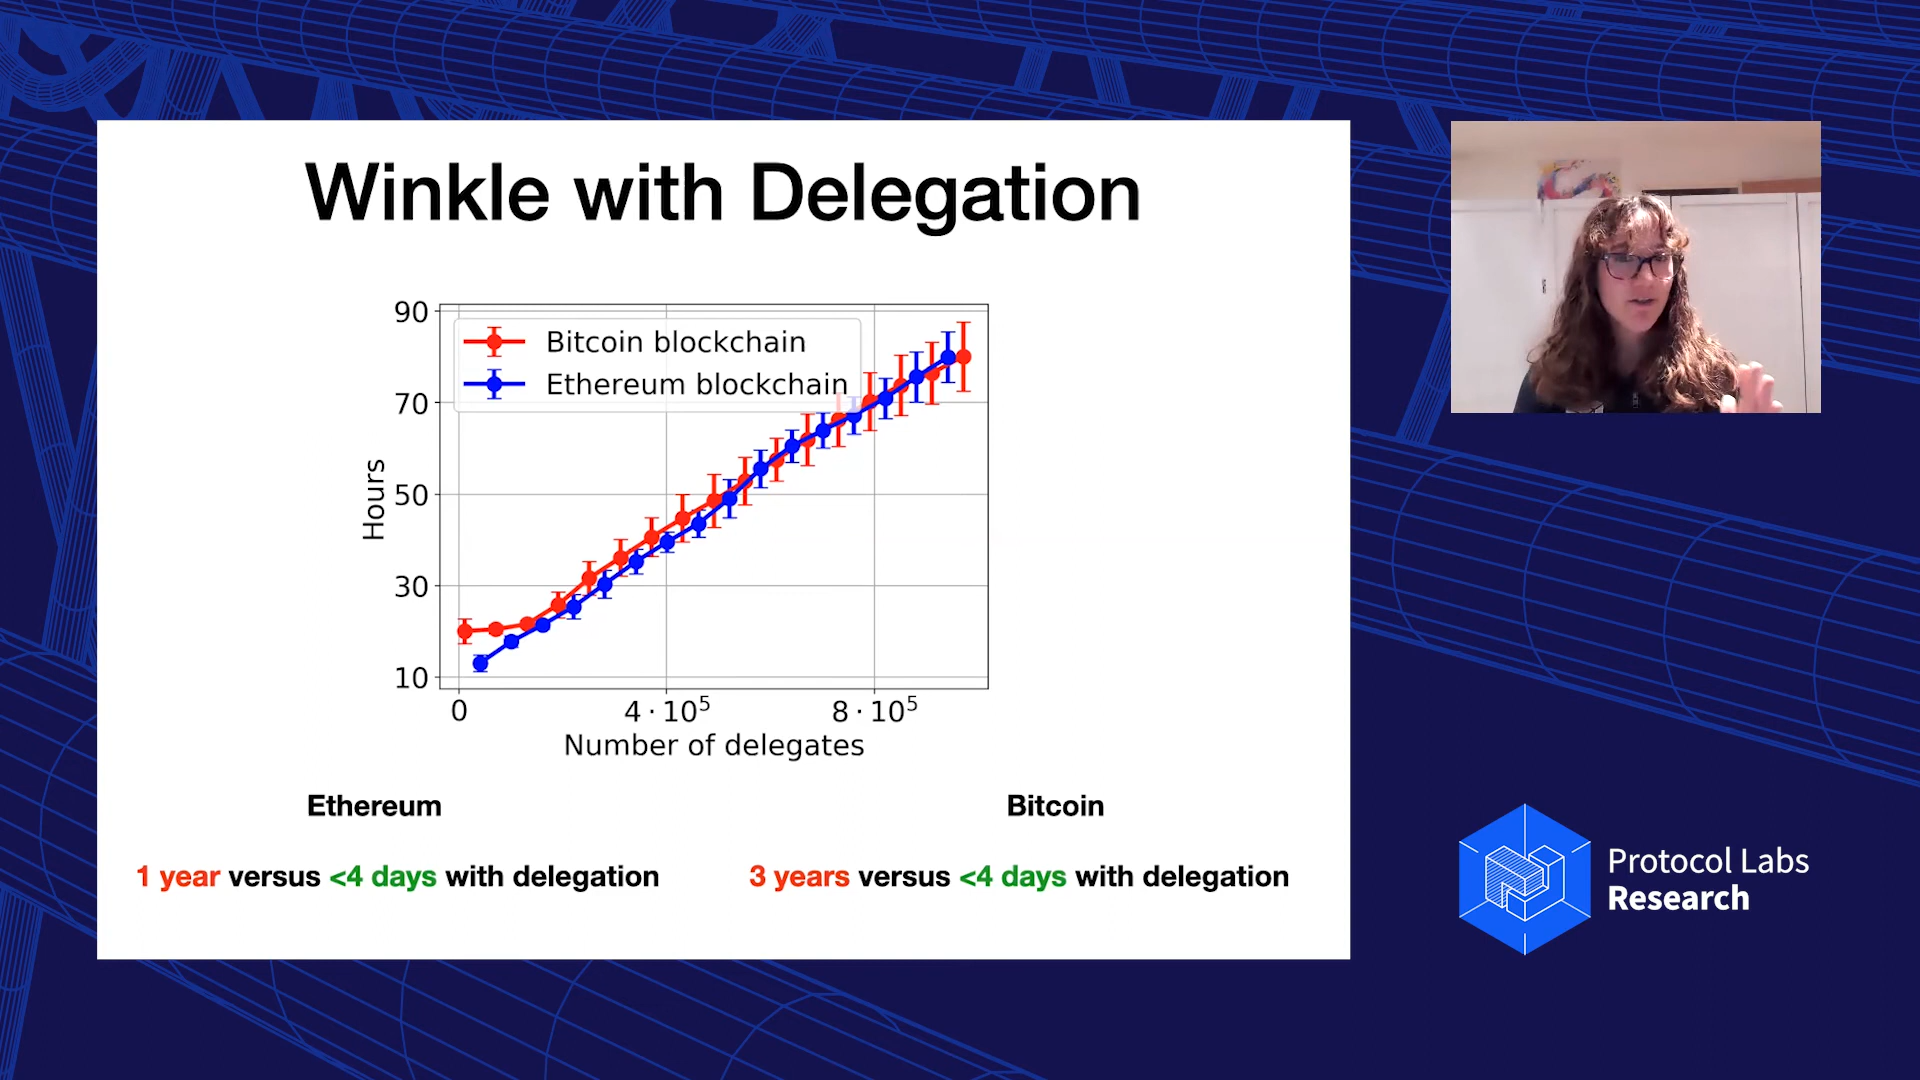 Winkle with Delegation
90
70
50
30
10
Hours
Bitcoin blockchain
Ethereum blockchain
0
4 · 10⁵
8 · 10⁵
Number of delegates
Ethereum
1 year versus <4 days with delegation
Bitcoin
3 years versus <4 days with delegation
Protocol Labs
Research